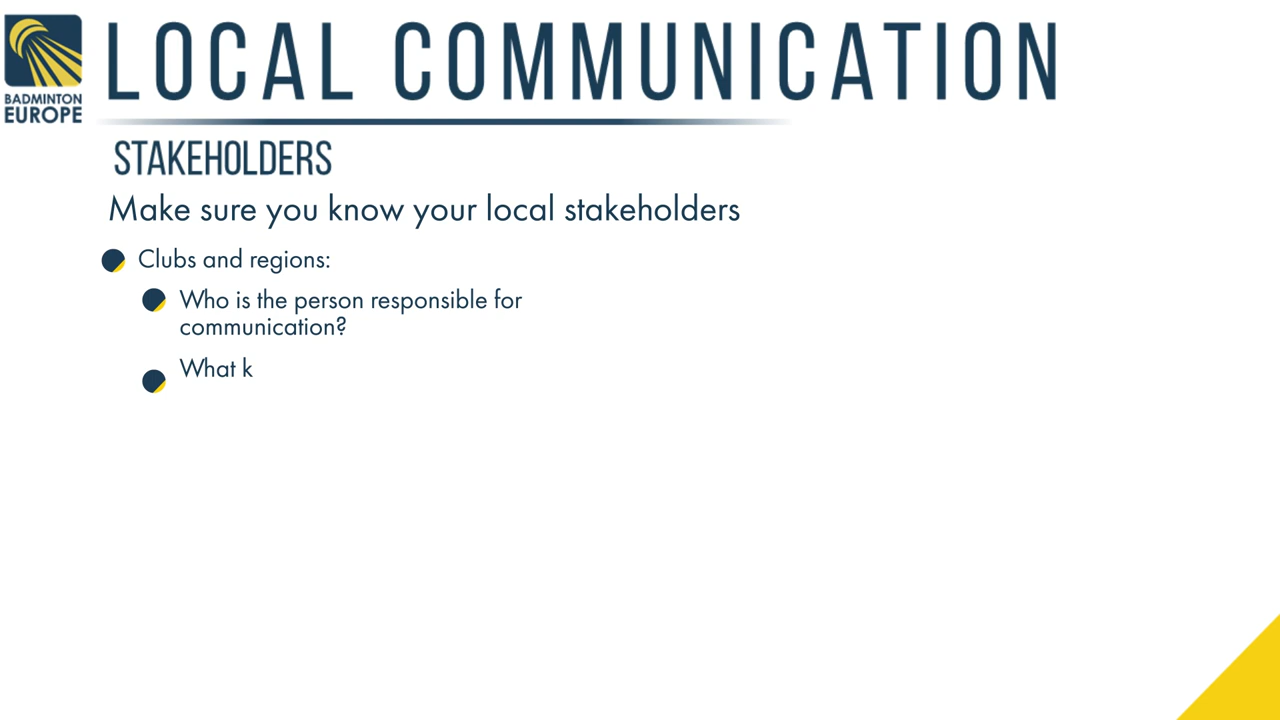 BADMINTON
EUROPE
LOCAL COMMUNICATION
STAKEHOLDERS
Make sure you know your local stakeholders
Clubs and regions:
Who is the person responsible for
communication?
What k